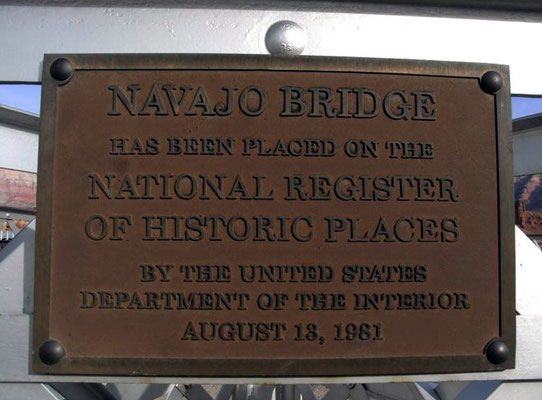 NAVAJO BRIDGE
HAS BEEN PLACED ON THE
NATIONAL REGISTER
OF HISTORIC PLACES
BY THE UNITED STATES
DEPARTMENT OF THE INTERIOR
AUGUST 13, 1981